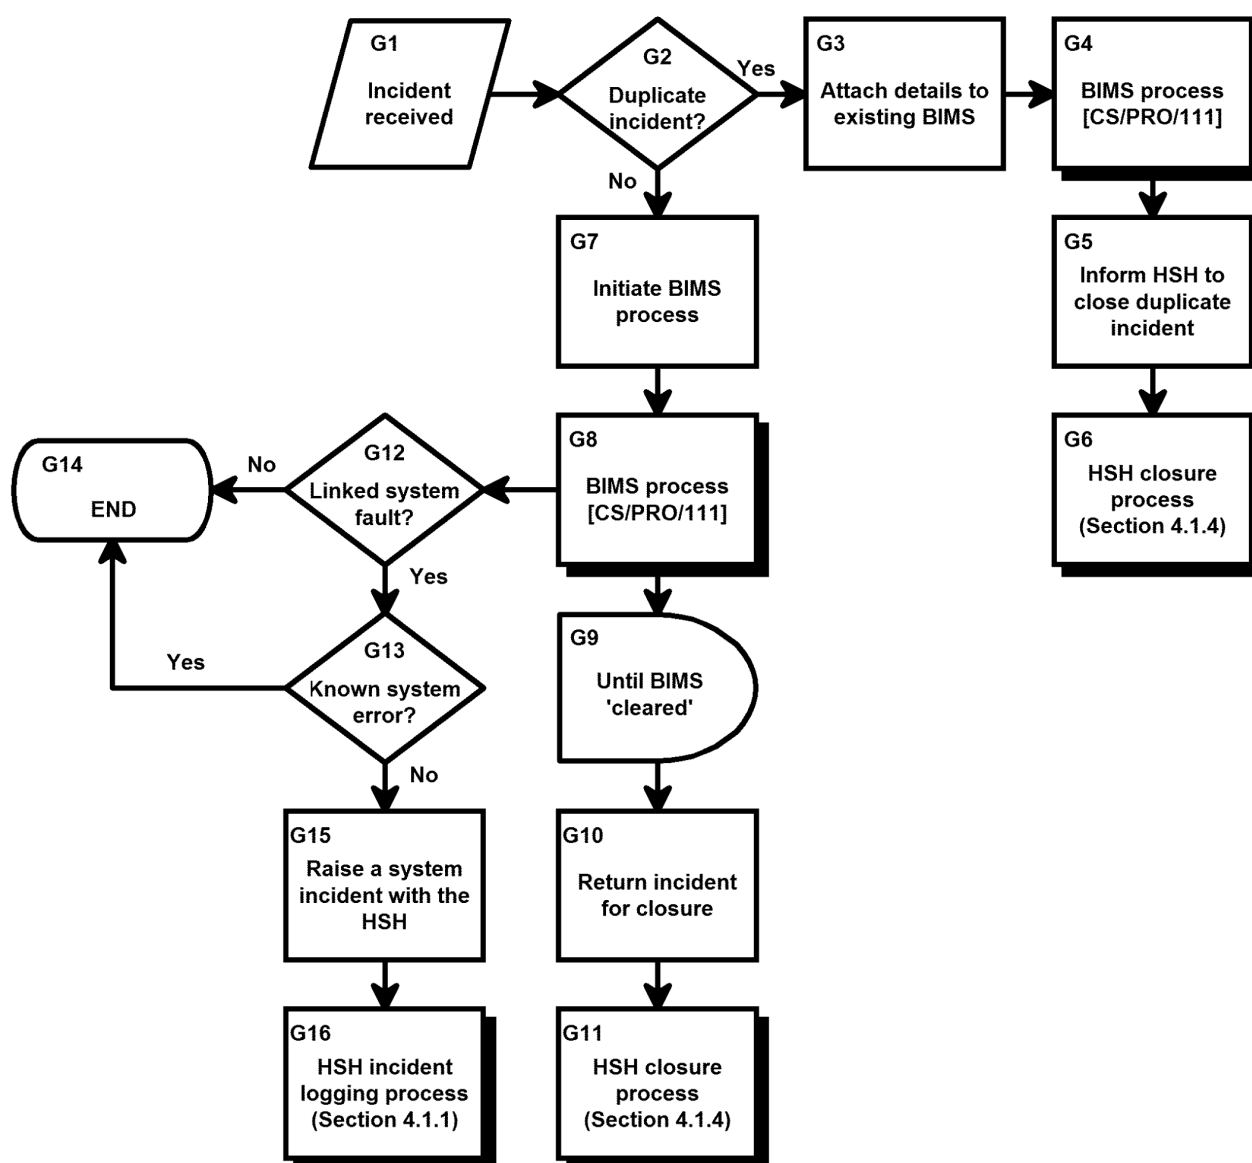 G1
Incident
received
G2
Duplicate
incident?
Yes
No
G3
Attach details to
existing BIMS
G4
BIMS process
[CS/PRO/111]
G5
Inform HSH to
close duplicate
incident
G6
HSH closure
process
(Section 4.1.4)
G7
Initiate BIMS
process
G8
BIMS process
[CS/PRO/111]
G9
Until BIMS
'cleared'
G10
Return incident
for closure
G11
HSH closure
process
(Section 4.1.4)
G12
Linked system
fault?
No
Yes
G13
Known system
error?
Yes
No
G14
END
G15
Raise a system
incident with the
HSH
G16
HSH incident
logging process
(Section 4.1.1)